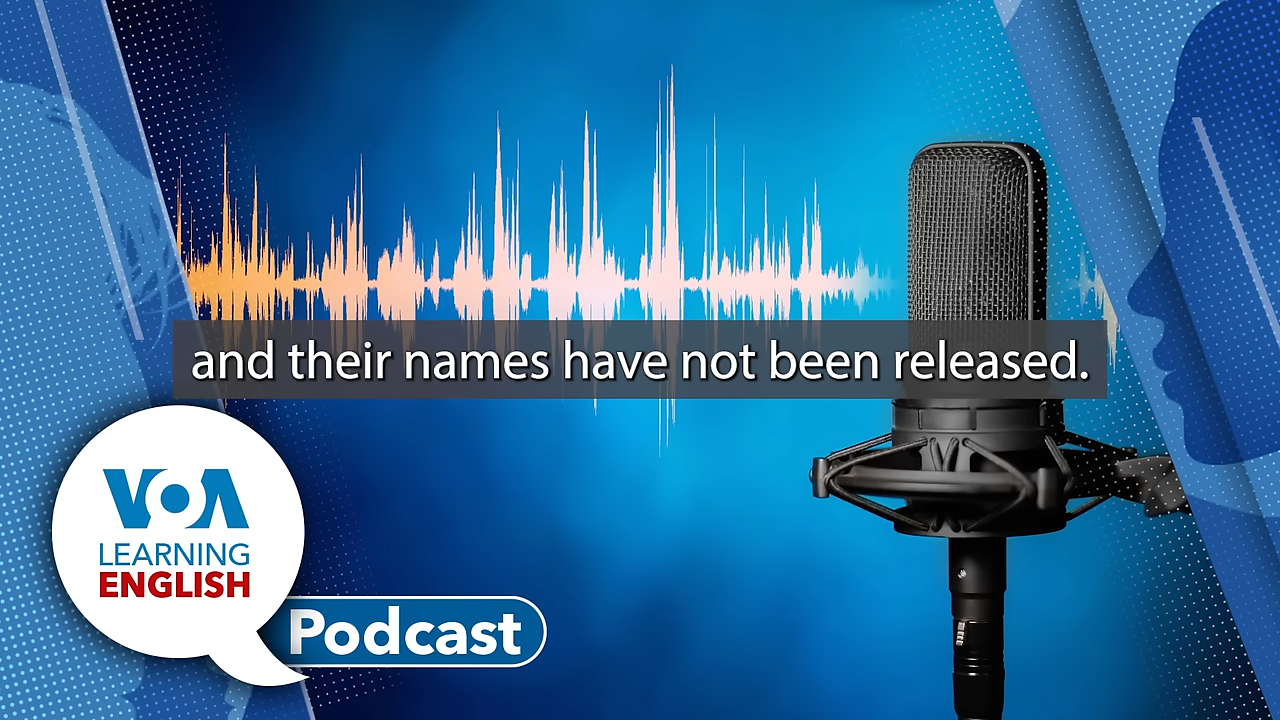 and their names have not been released.
VOA
LEARNING
ENGLISH
Podcast